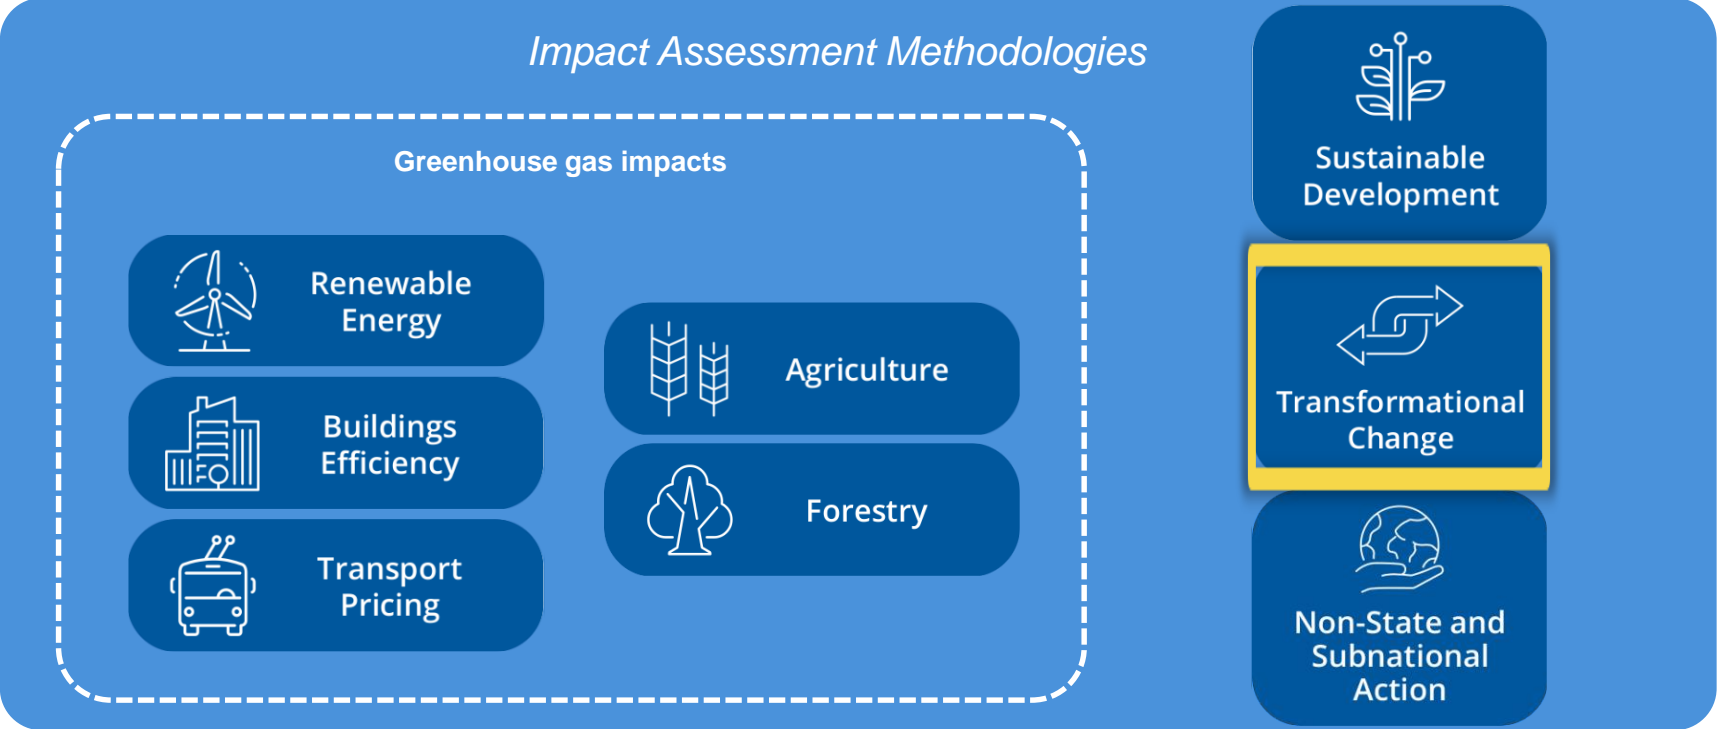 Impact Assessment Methodologies
Greenhouse gas impacts
Renewable
Energy
Buildings
Efficiency
Transport
Pricing
Agriculture
Forestry
Sustainable
Development
Transformational
Change
Non-State and
Subnational
Action